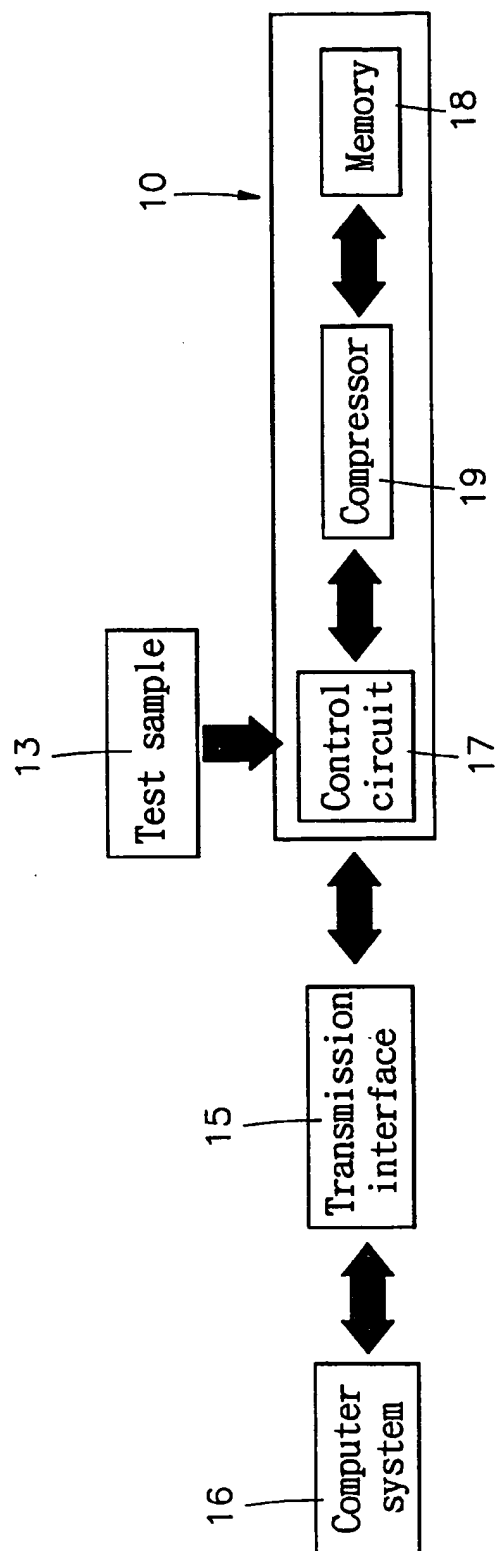 13
Test sample
10
16
Computer
system
15
Transmission
interface
Control
circuit
17
Compressor
19
Memory
18